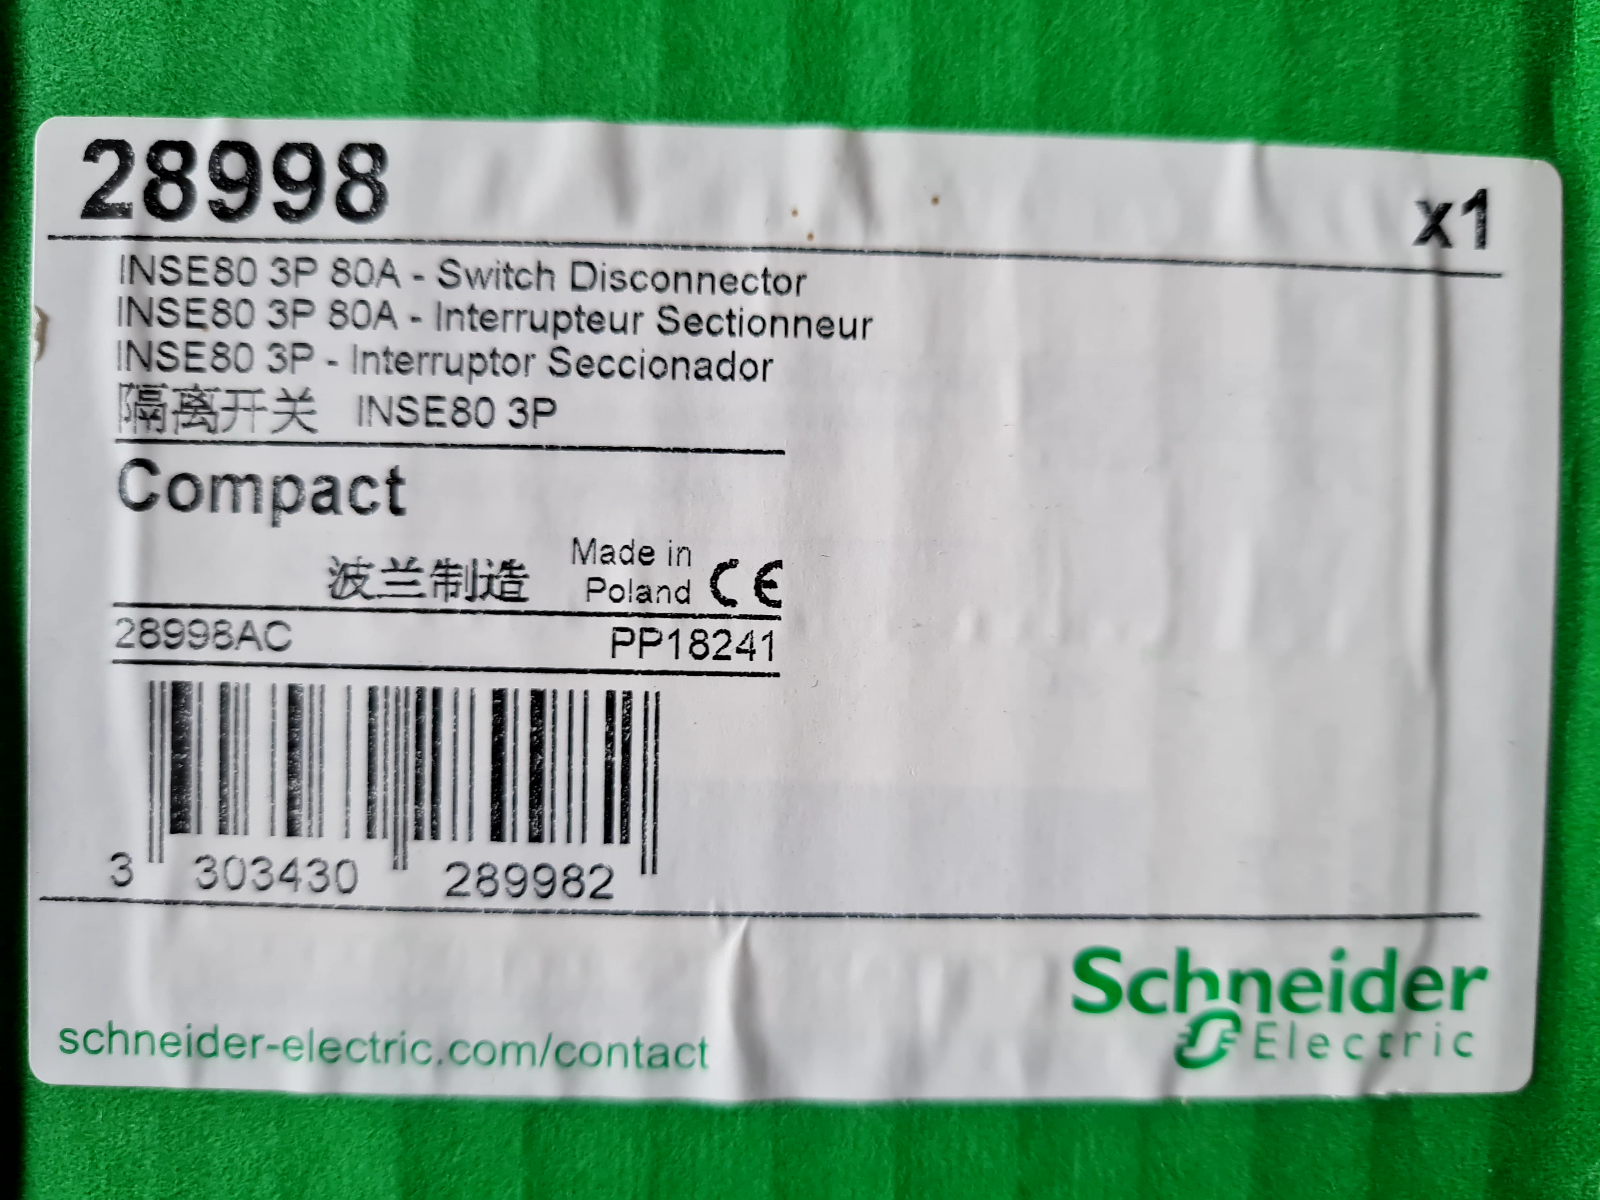 28998
x1
INSE80 3P 80A - Switch Disconnector
INSE80 3P 80A - Interrupteur Sectionneur
INSE80 3P - Interruptor Seccionador
隔离开关 INSE80 3P
Compact
波兰制造 Made in
Poland CE
28998AC PP18241
3 303430 289982
Schneider
Electric
schneider-electric.com/contact